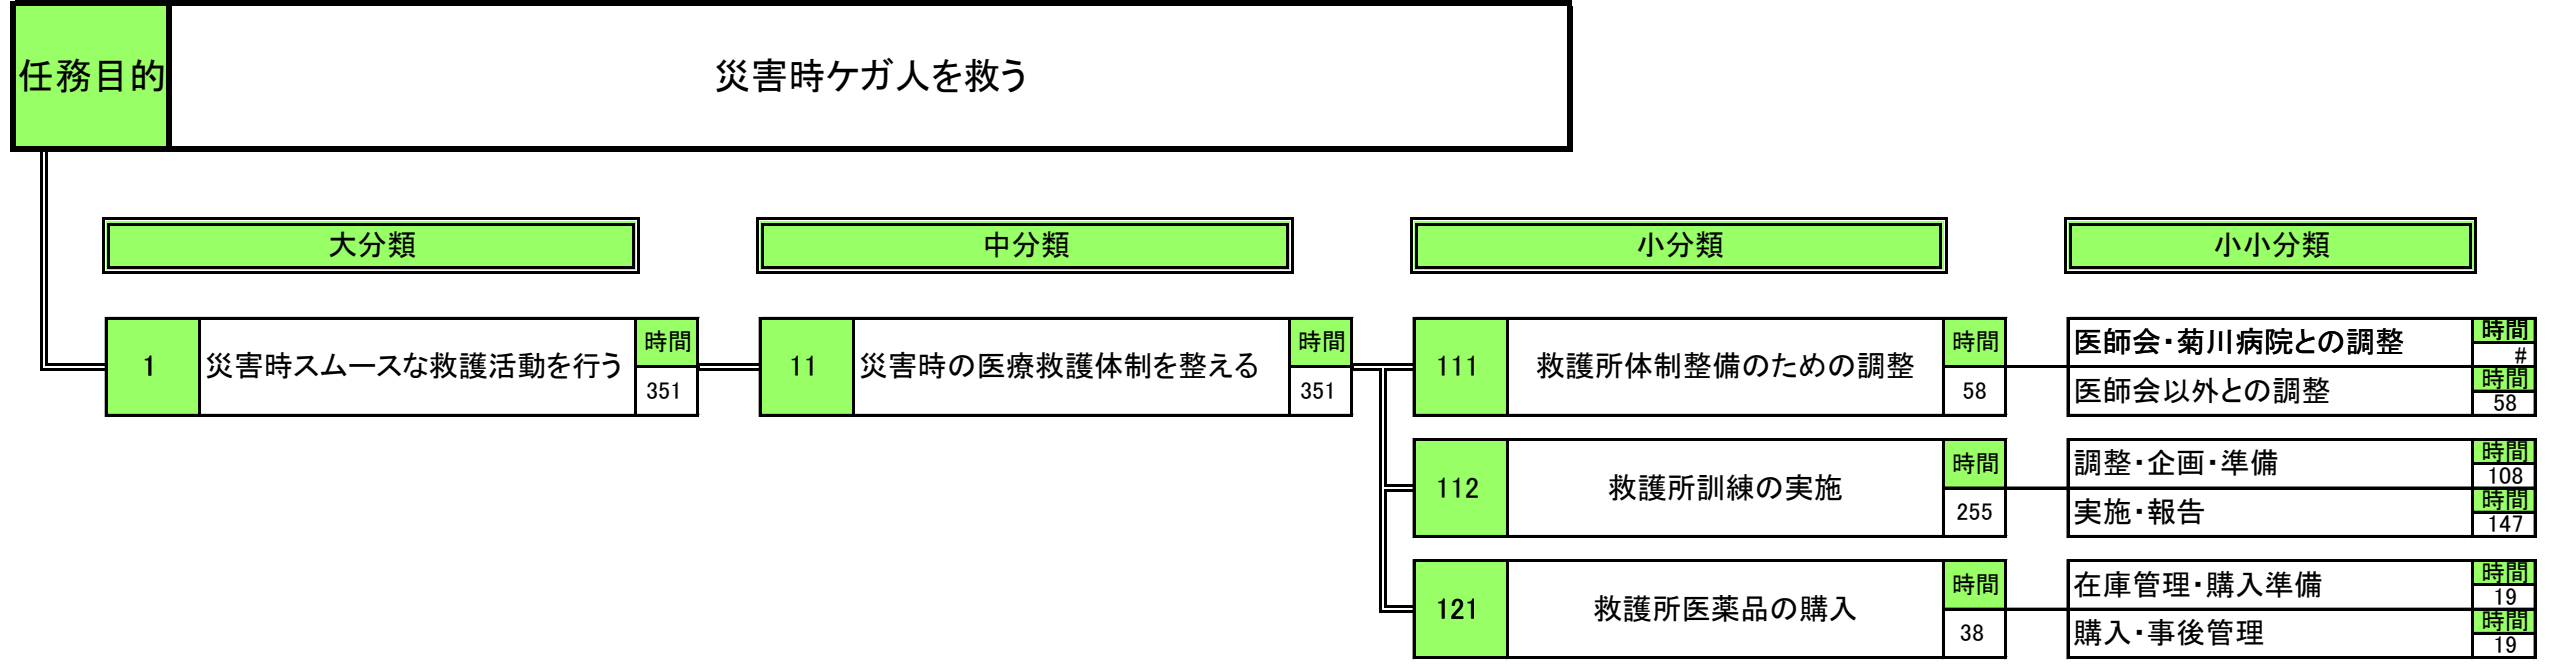 任務目的
災害時ケガ人を救う
大分類
中分類
小分類
小小分類
1
災害時スムースな救護活動を行う
時間
351
11
災害時の医療救護体制を整える
時間
351
111
救護所体制整備のための調整
時間
58
医師会・菊川病院との調整
時間
#
医師会以外との調整
時間
58
112
救護所訓練の実施
時間
255
調整・企画・準備
時間
108
実施・報告
時間
147
121
救護所医薬品の購入
時間
38
在庫管理・購入準備
時間
19
購入・事後管理
時間
19